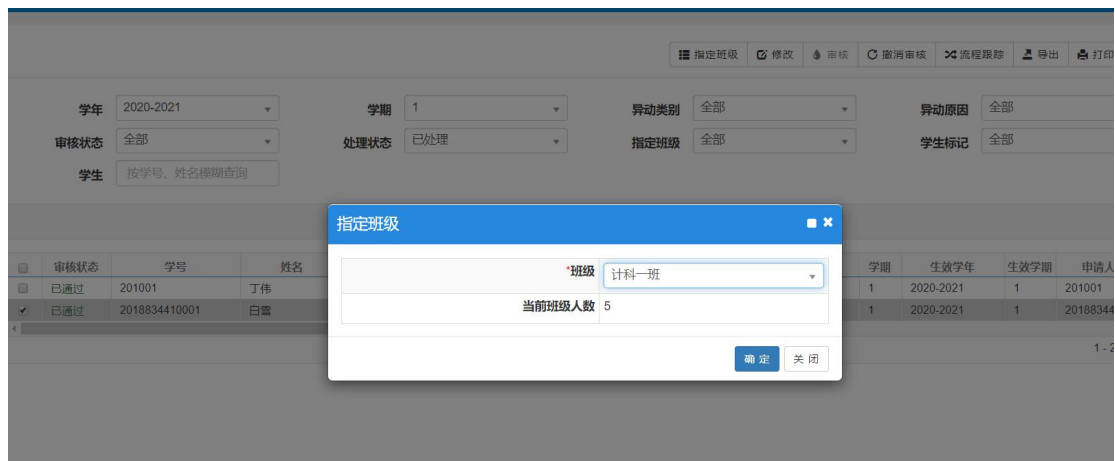 指定班级 修改 审核 撤消审核 流程跟踪 导出 打印
学年 2020-2021 学期 1 异动类别 全部 异动原因 全部
审核状态 全部 处理状态 已处理 指定班级 全部 学生标记 全部
学生 按学号、姓名模糊查询
指定班级
*班级 计科一班
当前班级人数 5
确定 关闭
审核状态 学号 姓名 学期 生效学年 生效学期 申请人
已通过 201001 丁伟 1 2020-2021 1 201001
已通过 2018834410001 白雪 1 2020-2021 1 20188344
1 - 2